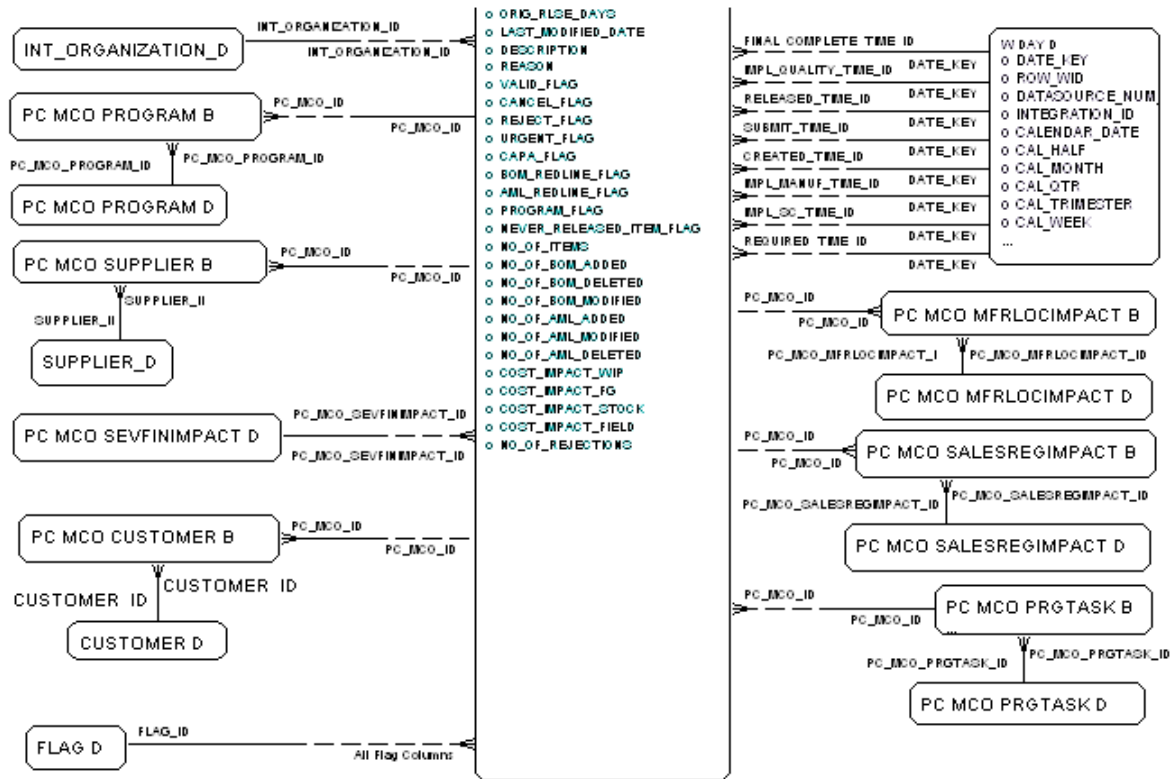 INT_ORGANIZATION_D
INT_ORGANIZATION_ID
INT_ORGANIZATION_ID
PC MCO PROGRAM B
PC_MCO_ID
PC_MCO_ID
PC_MCO_PROGRAM_ID
PC_MCO_PROGRAM_ID
PC MCO PROGRAM D
PC MCO SUPPLIER B
PC_MCO_ID
PC_MCO_ID
SUPPLIER_II
SUPPLIER_II
SUPPLIER_D
PC MCO SEVFINIMPACT D
PC_MCO_SEVFINIMPACT_ID
PC_MCO_SEVFINIMPACT_ID
PC MCO CUSTOMER B
PC_MCO_ID
PC_MCO_ID
CUSTOMER ID
CUSTOMER ID
CUSTOMER D
FLAG D
FLAG_ID
All Flag Columns
o ORIG_RLSE_DAYS
o LAST_MODIFIED_DATE
o DESCRIPTION
o REASON
o VALID_FLAG
o CANCEL_FLAG
o REJECT_FLAG
o URGENT_FLAG
o CAPA_FLAG
o BOM_REDLINE_FLAG
o AML_REDLINE_FLAG
o PROGRAM_FLAG
o NEVER_RELEASED_ITEM_FLAG
o NO_OF_ITEMS
o NO_OF_BOM_ADDED
o NO_OF_BOM_DELETED
o NO_OF_BOM_MODIFIED
o NO_OF_AML_ADDED
o NO_OF_AML_MODIFIED
o NO_OF_AML_DELETED
o COST_IMPACT_WIP
o COST_IMPACT_FG
o COST_IMPACT_STOCK
o COST_IMPACT_FIELD
o NO_OF_REJECTIONS
FINAL_COMPLETE_TIME_ID
DATE_KEY
IMPL_QUALITY_TIME_ID
DATE_KEY
RELEASED_TIME_ID
DATE_KEY
SUBMIT_TIME_ID
DATE_KEY
CREATED_TIME_ID
DATE_KEY
IMPL_MANUF_TIME_ID
DATE_KEY
IMPL_SC_TIME_ID
DATE_KEY
REQUIRED TIME ID
DATE_KEY
W DAY D
o DATE_KEY
o ROW_WID
o DATASOURCE_NUM_
o INTEGRATION_ID
o CALENDAR_DATE
o CAL_HALF
o CAL_MONTH
o CAL_QTR
o CAL_TRIMESTER
o CAL_WEEK
...
PC_MCO_ID
PC_MCO_ID
PC MCO MFRLOCIMPACT B
PC_MCO_MFRLOCIMPACT_I
PC_MCO_MFRLOCIMPACT_ID
PC MCO MFRLOCIMPACT D
PC_MCO_ID
PC_MCO_ID
PC MCO SALESREGIMPACT B
PC_MCO_SALESREGIMPACT_ID
PC_MCO_SALESREGIMPACT_ID
PC MCO SALESREGIMPACT D
PC_MCO_ID
PC_MCO_ID
PC MCO PRGTASK B
...
PC_MCO_PRGTASK_ID
PC_MCO_PRGTASK_ID
PC MCO PRGTASK D